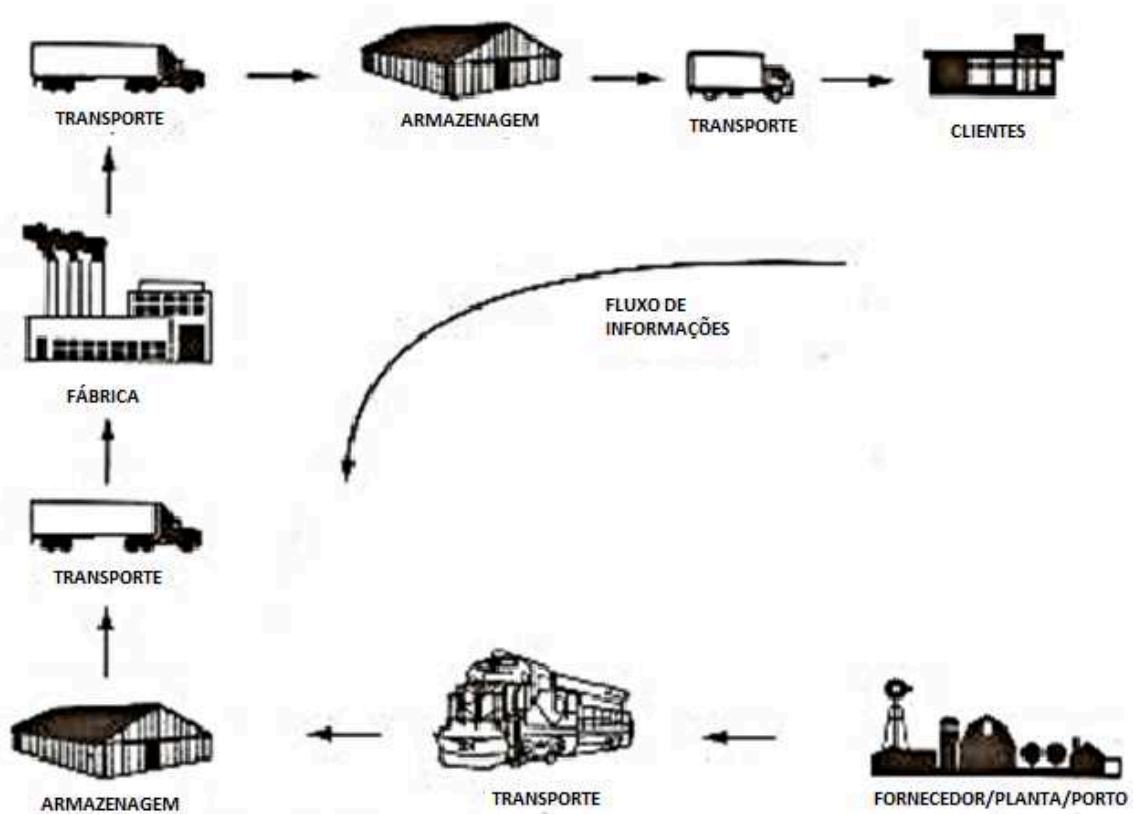 TRANSPORTE
ARMAZENAGEM
TRANSPORTE
CLIENTES
FLUXO DE
INFORMAÇÕES
FÁBRICA
TRANSPORTE
ARMAZENAGEM
TRANSPORTE
FORNECEDOR/PLANTA/PORTO